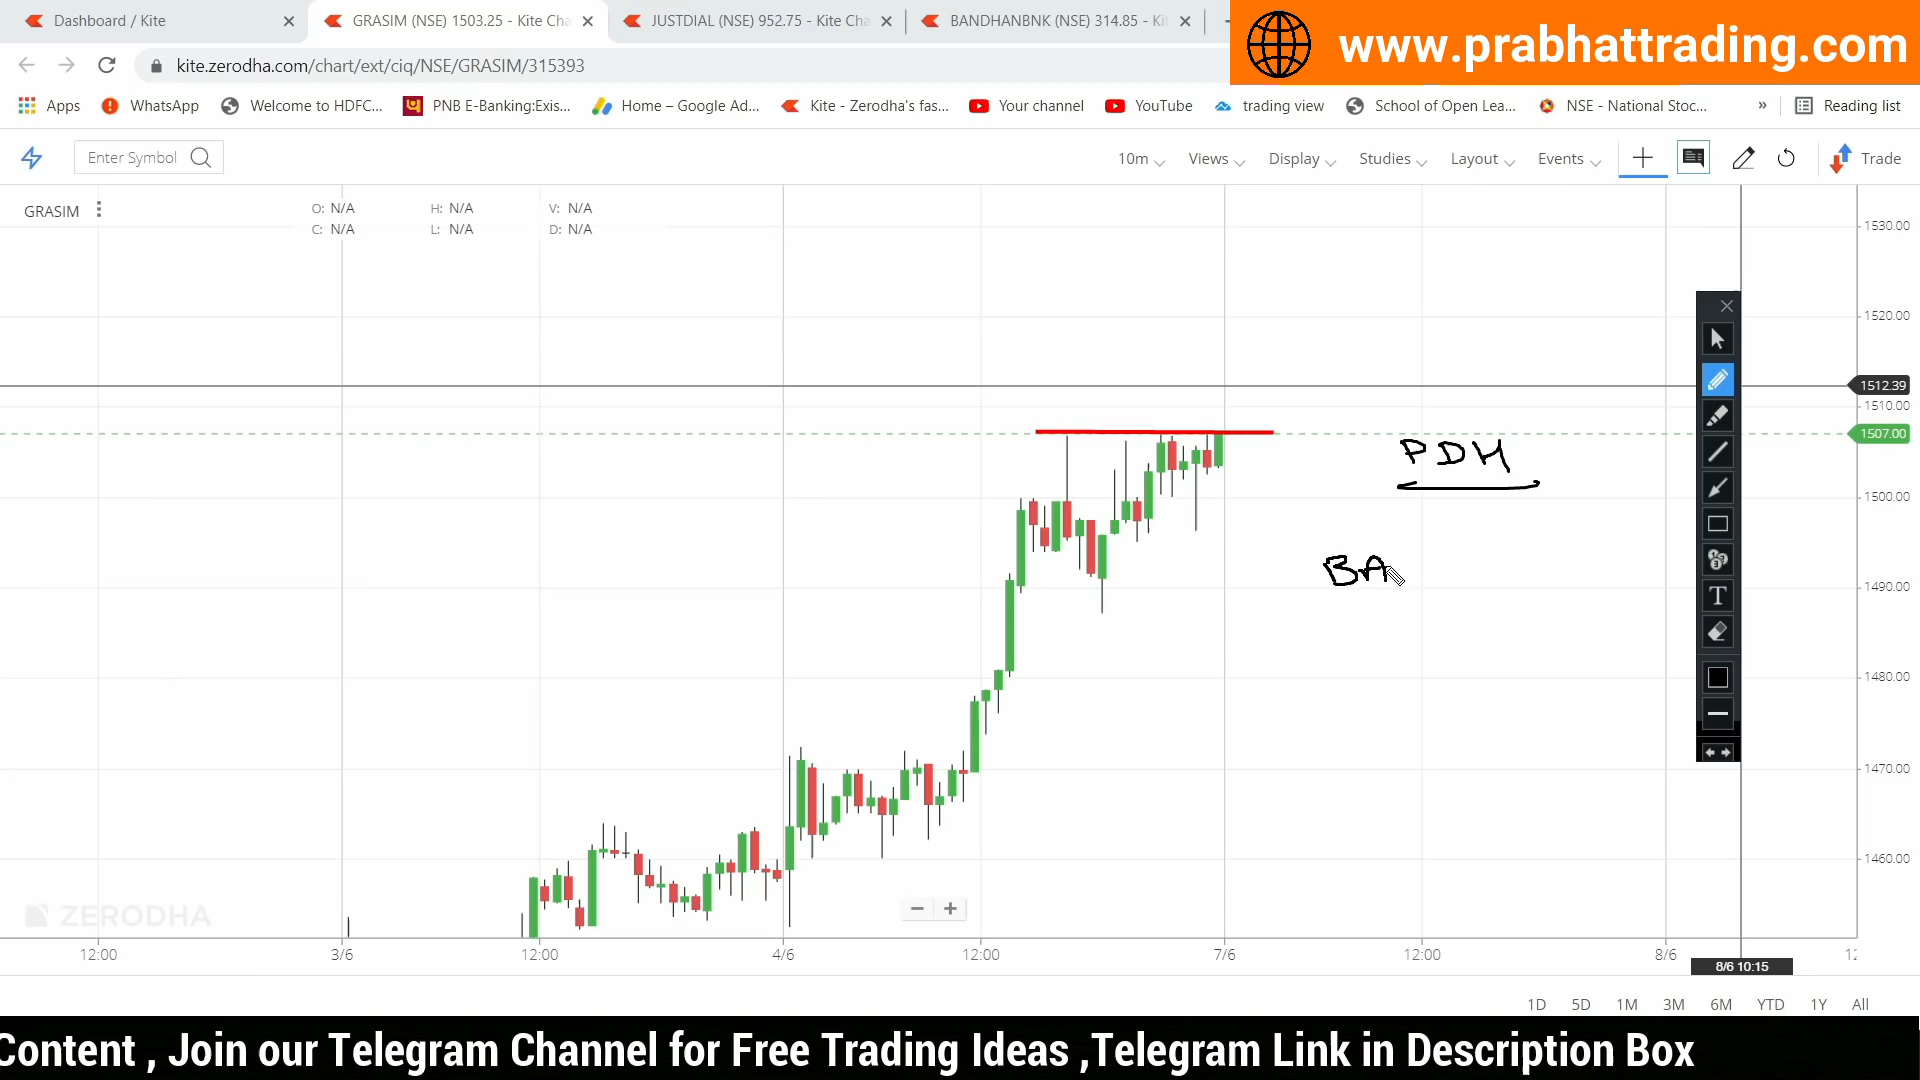 Dashboard / Kite
GRASIM (NSE) 1503.25 - Kite Cha
JUSTDIAL (NSE) 952.75 - Kite Cha
BANDHANBNK (NSE) 314.85 - Kit
www.prabhattrading.com
kite.zerodha.com/chart/ext/ciq/NSE/GRASIM/315393
Apps WhatsApp Welcome to HDFC... PNB E-Banking:Exis... Home – Google Ad... Kite - Zerodha's fas... Your channel YouTube trading view School of Open Lea... NSE - National Stoc... » Reading list
Enter Symbol 10m Views Display Studies Layout Events Trade
GRASIM
O: N/A H: N/A V: N/A
C: N/A L: N/A D: N/A
1530.00
1520.00
1512.39
1510.00
1507.00
PDH
1500.00
BA
1490.00
1480.00
1470.00
1460.00
ZERODHA
12:00 3/6 12:00 4/6 12:00 7/6 12:00 8/6
8/6 10:15
1D 5D 1M 3M 6M YTD 1Y All
Content , Join our Telegram Channel for Free Trading Ideas ,Telegram Link in Description Box